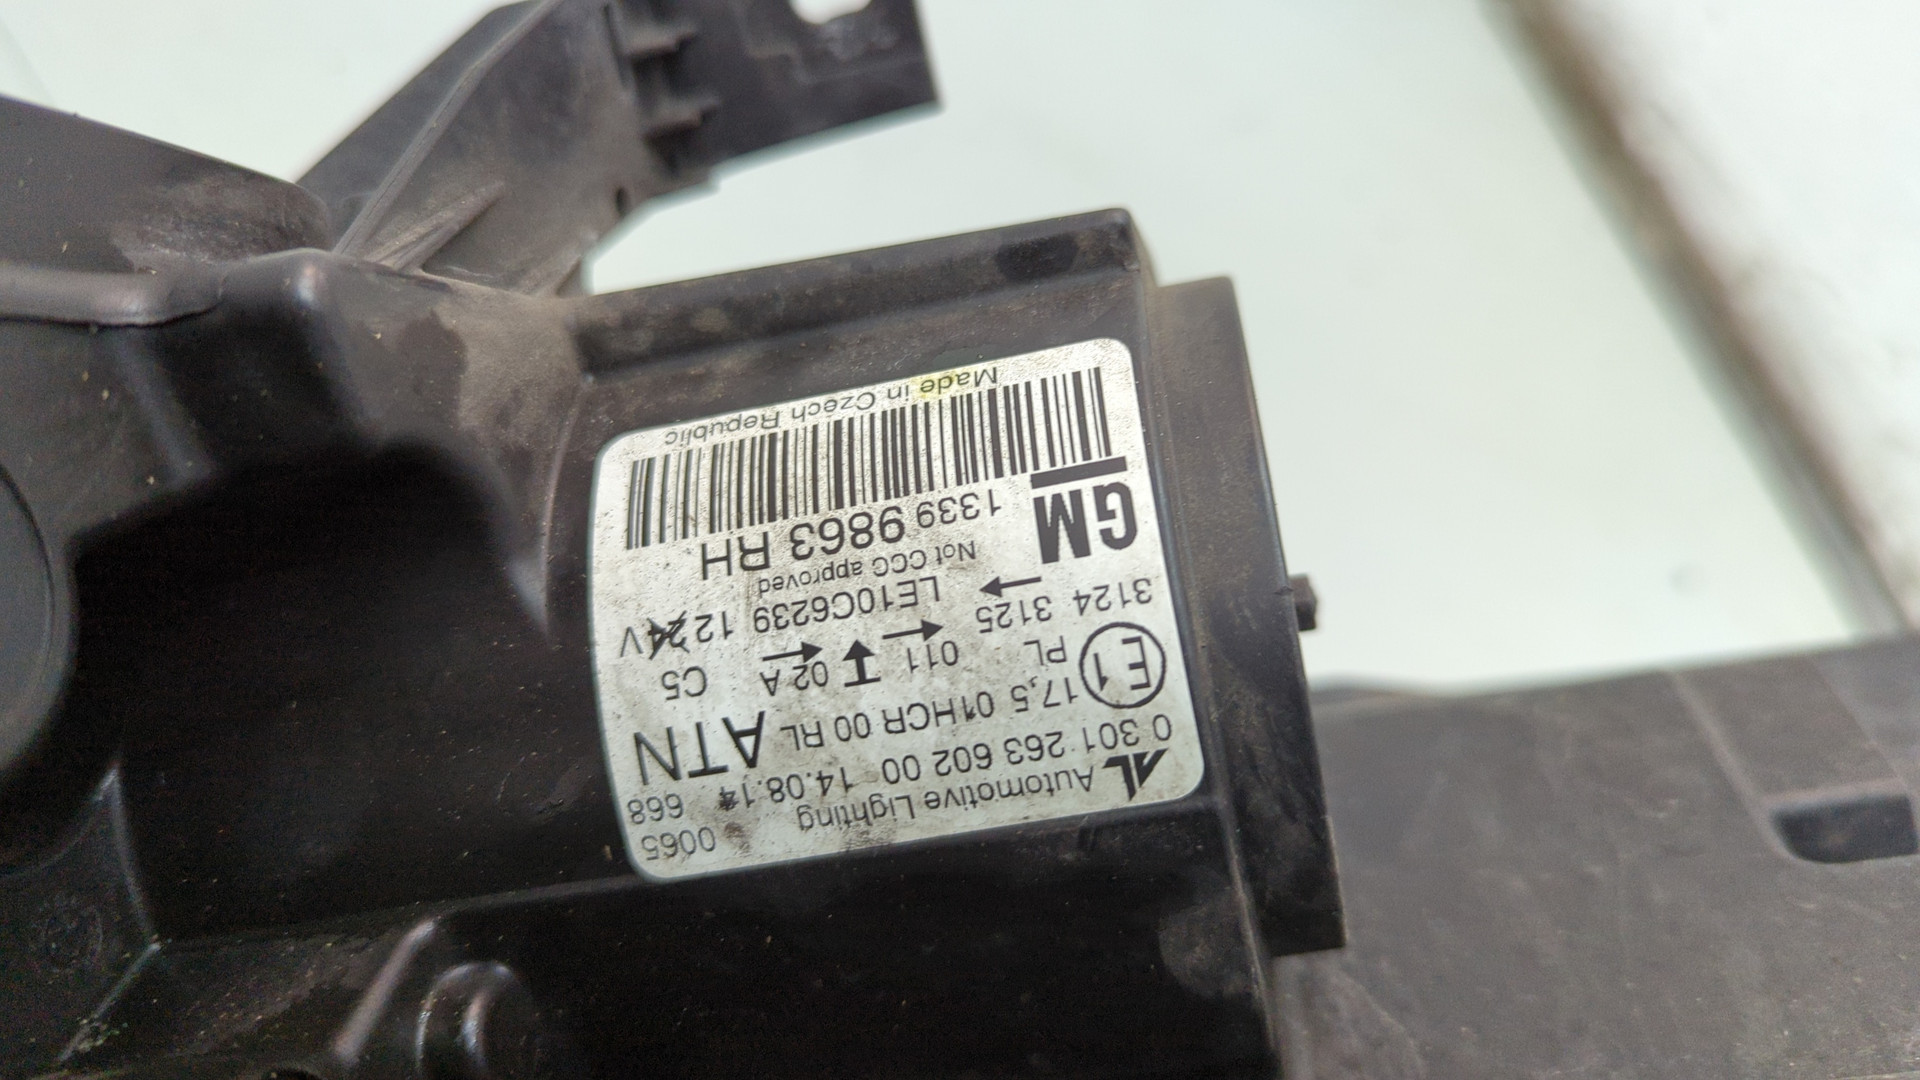 AL Automotive Lighting 0065
0 301 263 602 00 14.08.14 668
E1 17,5 01HCR 00 RL ATN
PL 011 02 A C5
3124 3125 LE10C6239 1224V
Not CCC approved
GM 1339 9863 RH
Made in Czech Republic